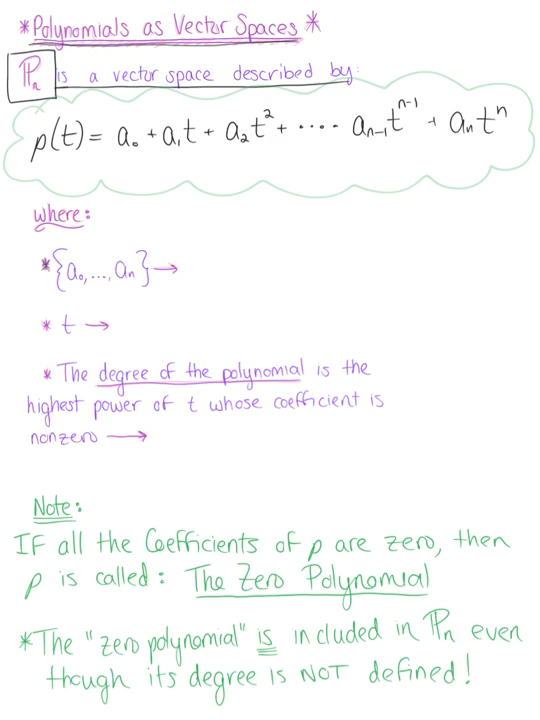 *Polynomials as Vector Spaces*
ℙₙ is a vector space described by:
p(t) = a₀ + a₁t + a₂t² + .... aₙ₋₁tⁿ⁻¹ + aₙtⁿ
where:
*{a₀,...,aₙ}→
* t →
* The degree of the polynomial is the
highest power of t whose coefficient is
nonzero →
Note:
IF all the Coefficients of p are zero, then
p is called: The Zero Polynomial
*The "zero polynomial" is included in ℙₙ even
though its degree is NOT defined!